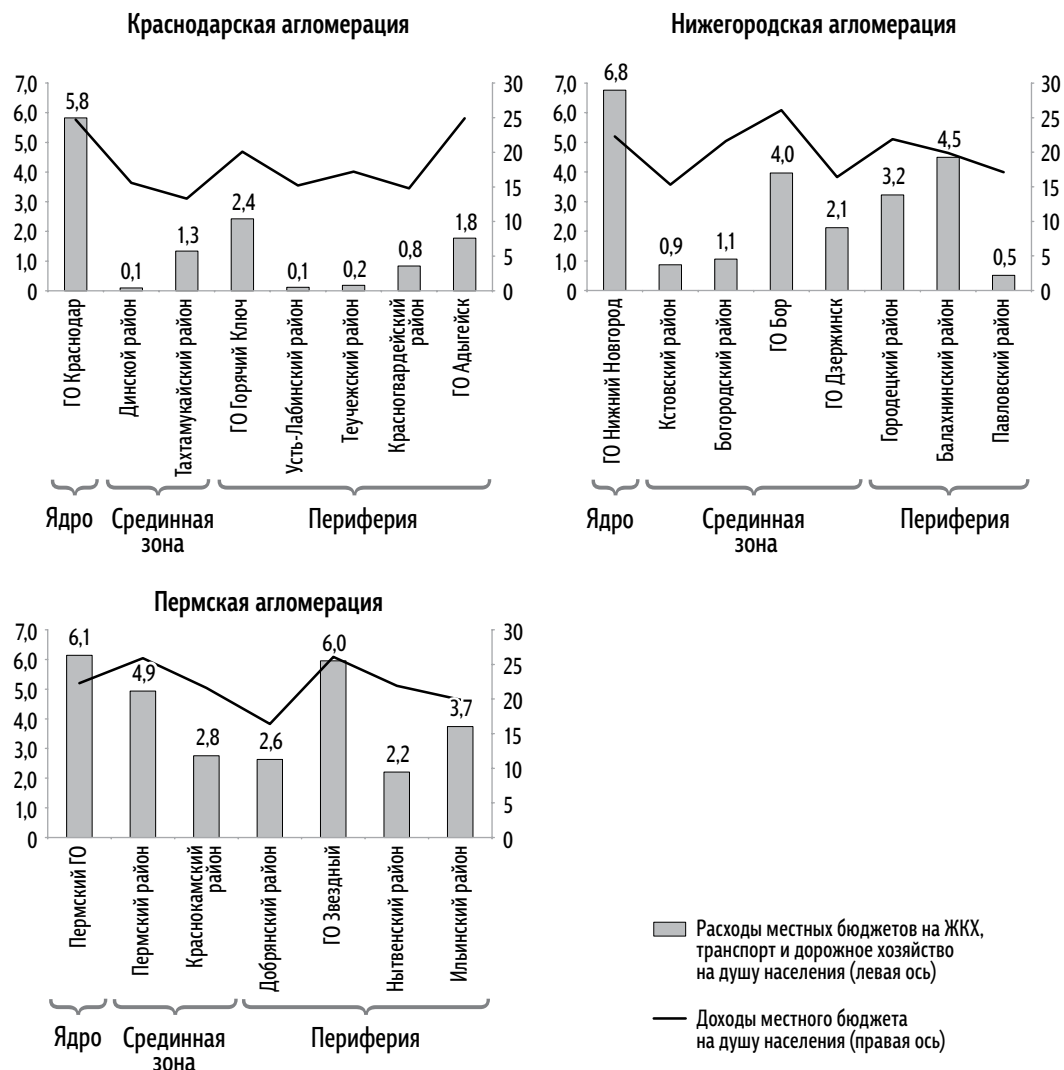 Краснодарская агломерация
7,0
6,0
5,0
4,0
3,0
2,0
1,0
0
30
25
20
15
10
5
0
5,8
0,1
1,3
2,4
0,1
0,2
0,8
1,8
ГО Краснодар
Динской район
Тахтамукайский район
ГО Горячий Ключ
Усть-Лабинский район
Теучежский район
Красногвардейский
район
ГО Адыгейск
Ядро
Срединная
зона
Периферия
Нижегородская агломерация
7,0
6,0
5,0
4,0
3,0
2,0
1,0
0
30
25
20
15
10
5
0
6,8
0,9
1,1
4,0
2,1
3,2
4,5
0,5
ГО Нижний Новгород
Кстовский район
Богородский район
ГО Бор
ГО Дзержинск
Городецкий район
Балахнинский район
Павловский район
Ядро
Срединная
зона
Периферия
Пермская агломерация
7,0
6,0
5,0
4,0
3,0
2,0
1,0
0
30
25
20
15
10
5
0
6,1
4,9
2,8
2,6
6,0
2,2
3,7
Пермский ГО
Пермский район
Краснокамский
район
Добрянский район
ГО Звездный
Нытвенский район
Ильинский район
Ядро
Срединная
зона
Периферия
Расходы местных бюджетов на ЖКХ,
транспорт и дорожное хозяйство
на душу населения (левая ось)
Доходы местного бюджета
на душу населения (правая ось)